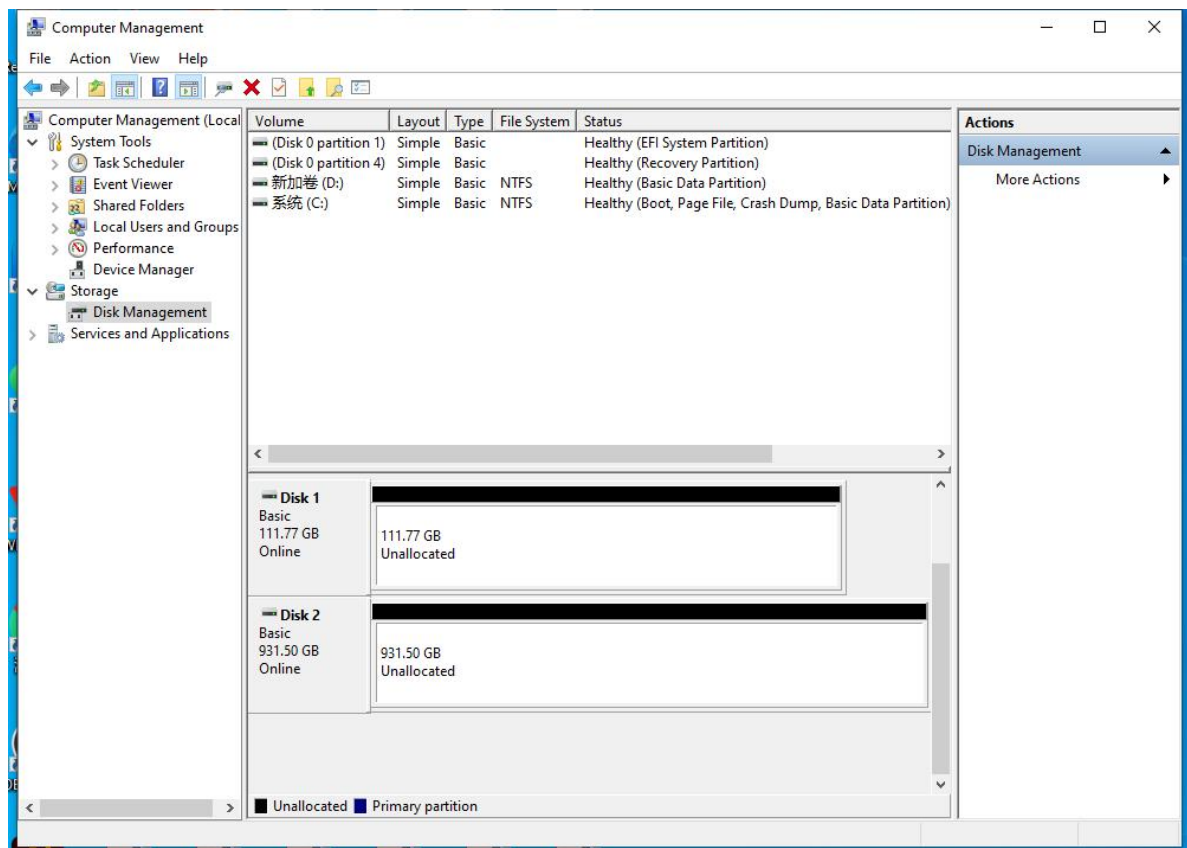 Computer Management
File Action View Help
Computer Management (Local
System Tools
Task Scheduler
Event Viewer
Shared Folders
Local Users and Groups
Performance
Device Manager
Storage
Disk Management
Services and Applications
Volume Layout Type File System Status
(Disk 0 partition 1) Simple Basic Healthy (EFI System Partition)
(Disk 0 partition 4) Simple Basic Healthy (Recovery Partition)
新加卷 (D:) Simple Basic NTFS Healthy (Basic Data Partition)
系统 (C:) Simple Basic NTFS Healthy (Boot, Page File, Crash Dump, Basic Data Partition)
Disk 1
Basic
111.77 GB
Online
111.77 GB
Unallocated
Disk 2
Basic
931.50 GB
Online
931.50 GB
Unallocated
Unallocated Primary partition
Actions
Disk Management
More Actions